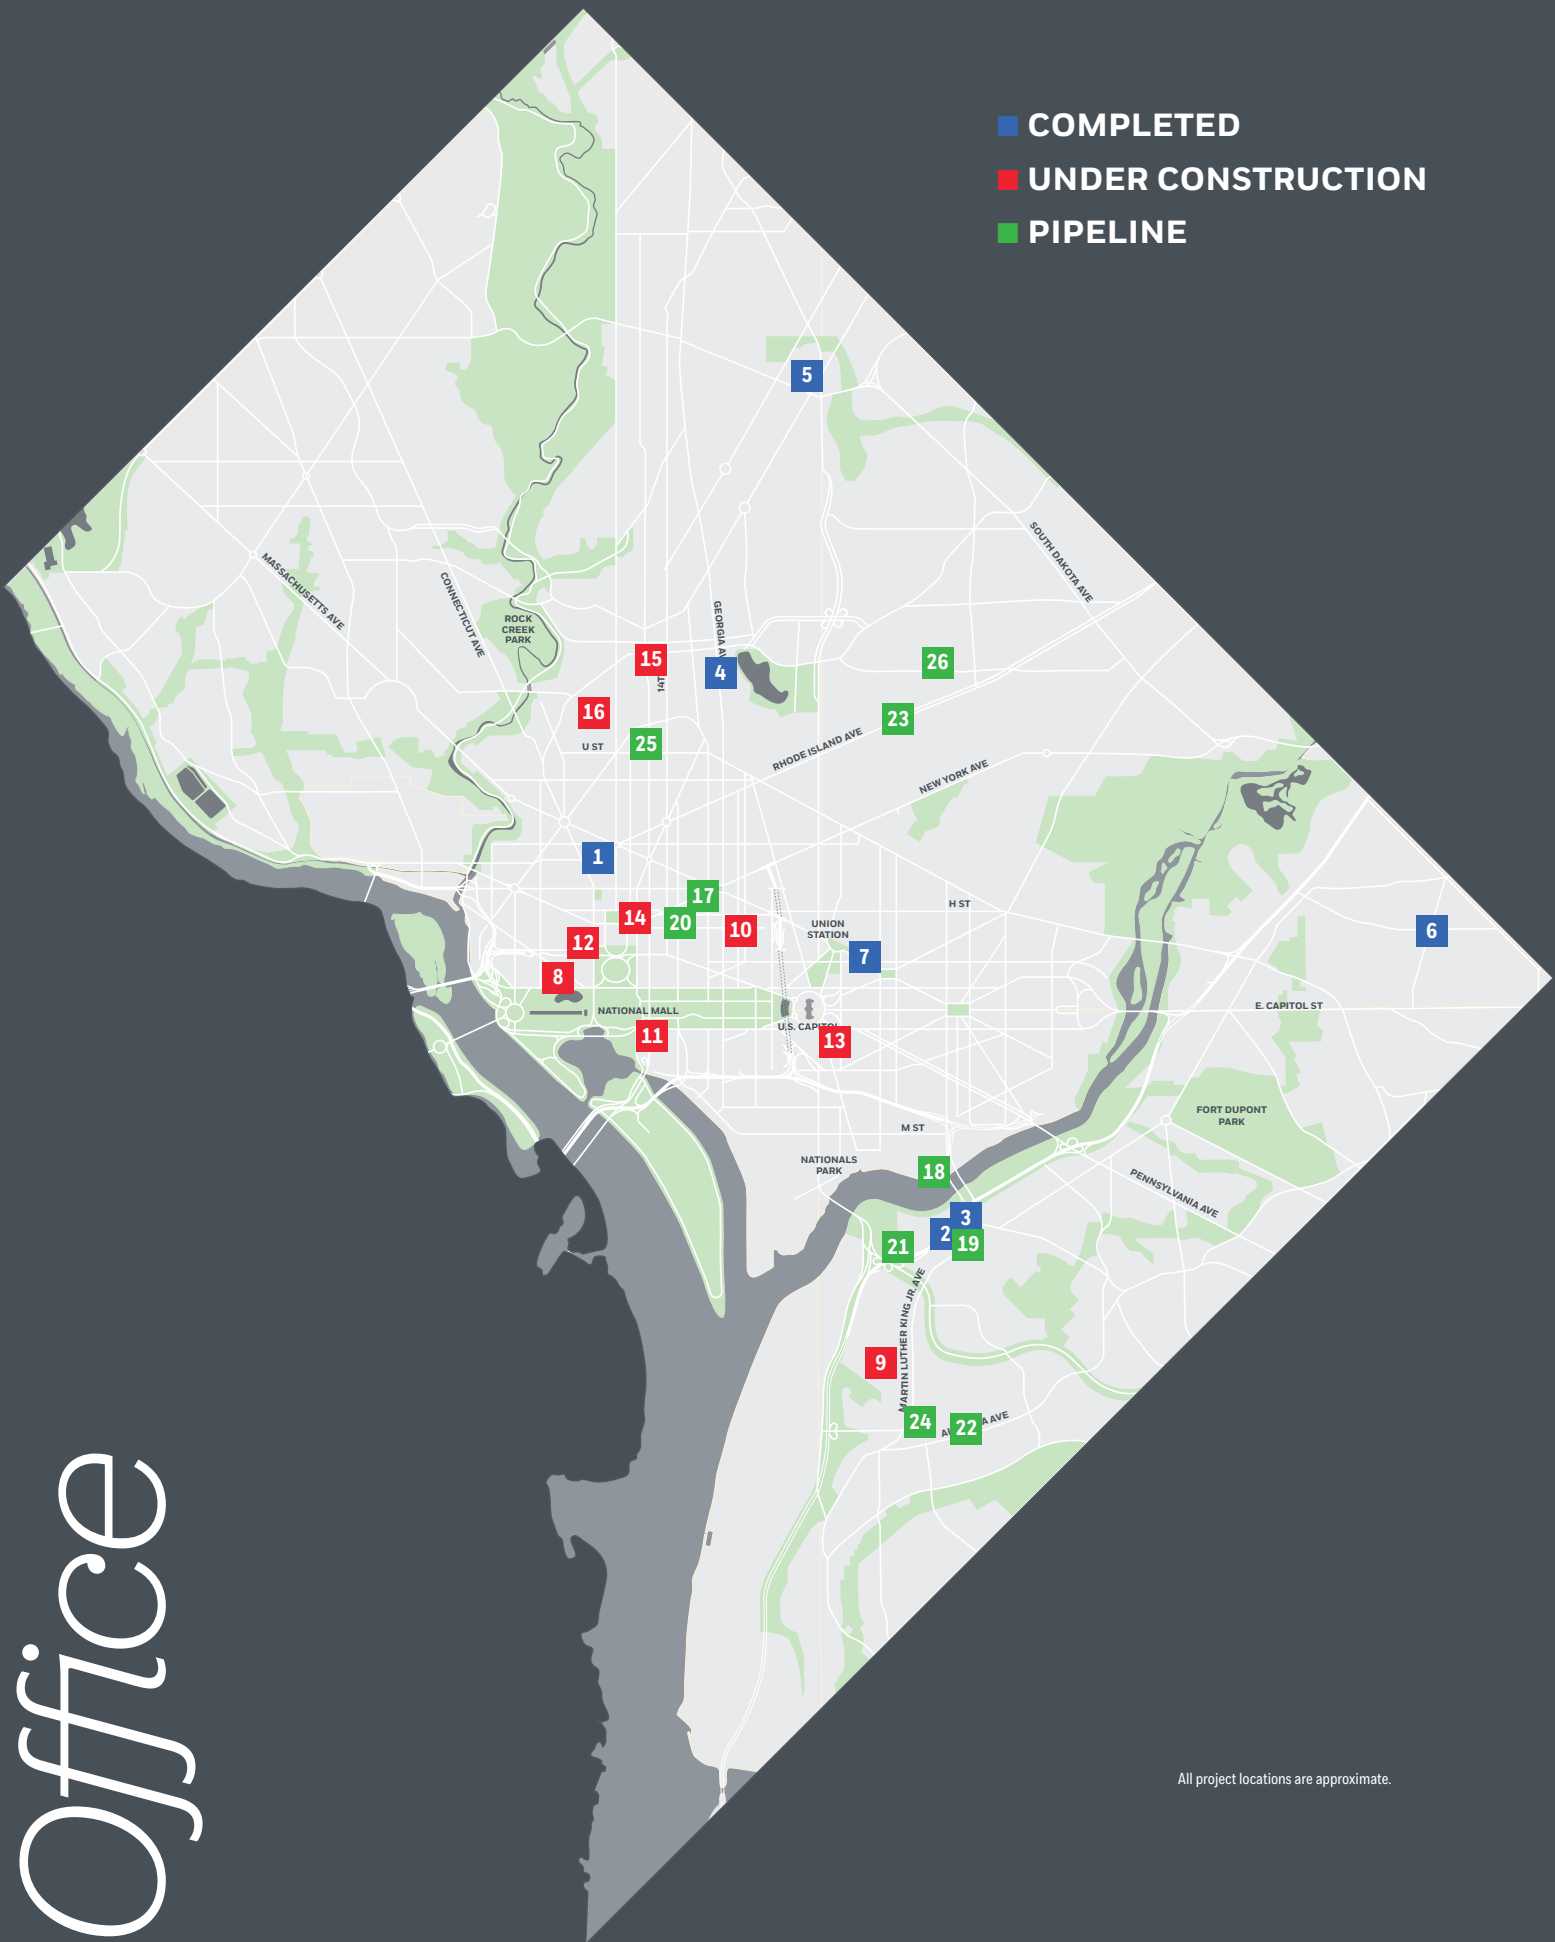 COMPLETED
UNDER CONSTRUCTION
PIPELINE
5
SOUTH DAKOTA AVE
MASSACHUSETTS AVE
CONNECTICUT AVE
ROCK
CREEK
PARK
GEORGIA AV
15
14T
4
26
16
23
25
U ST
RHODE ISLAND AVE
NEW YORK AVE
1
17
H ST
14
20
10
UNION
STATION
6
12
7
8
NATIONAL MALL
E. CAPITOL ST
U.S. CAPITOL
11
13
FORT DUPONT
PARK
M ST
NATIONALS
PARK
18
PENNSYLVANIA AVE
3
2
19
21
MARTIN LUTHER KING JR. AVE
9
24
22
A AVE
Office
All project locations are approximate.